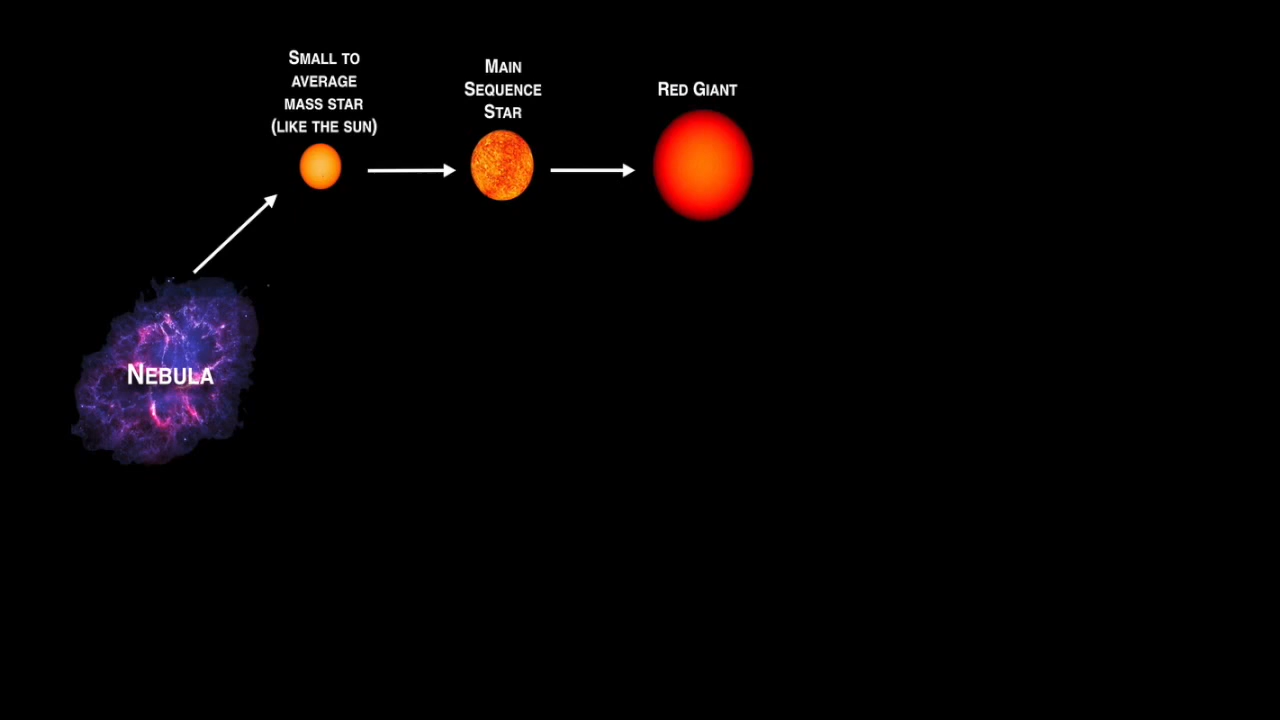 Small to
average
mass star
(like the sun)
Main
Sequence
Star
Red Giant
Nebula